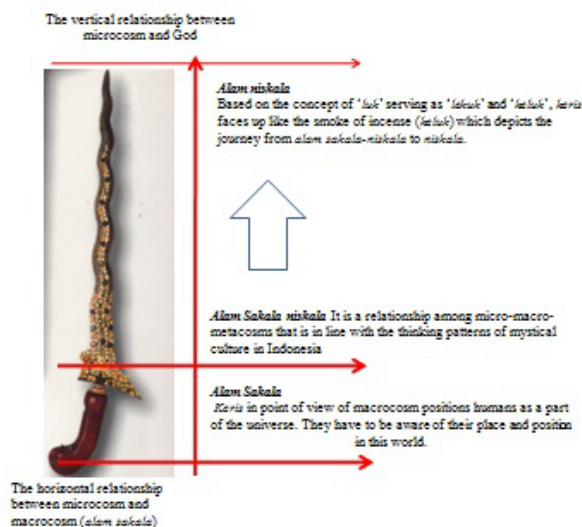 The vertical relationship between
microcosm and God
Alam niskala
Based on the concept of ‘luk’ serving as ‘lekuk’ and ‘keluk’, keris
faces up like the smoke of incense (keluk) which depicts the
journey from alam sakala-niskala to niskala.
Alam Sakala niskala It is a relationship among micro-macro-
metacosms that is in line with the thinking patterns of mystical
culture in Indonesia
Alam Sakala
Keris in point of view of macrocosm positions humans as a part
of the universe. They have to be aware of their place and position
in this world.
The horizontal relationship
between microcosm and
macrocosm (alam sakala)